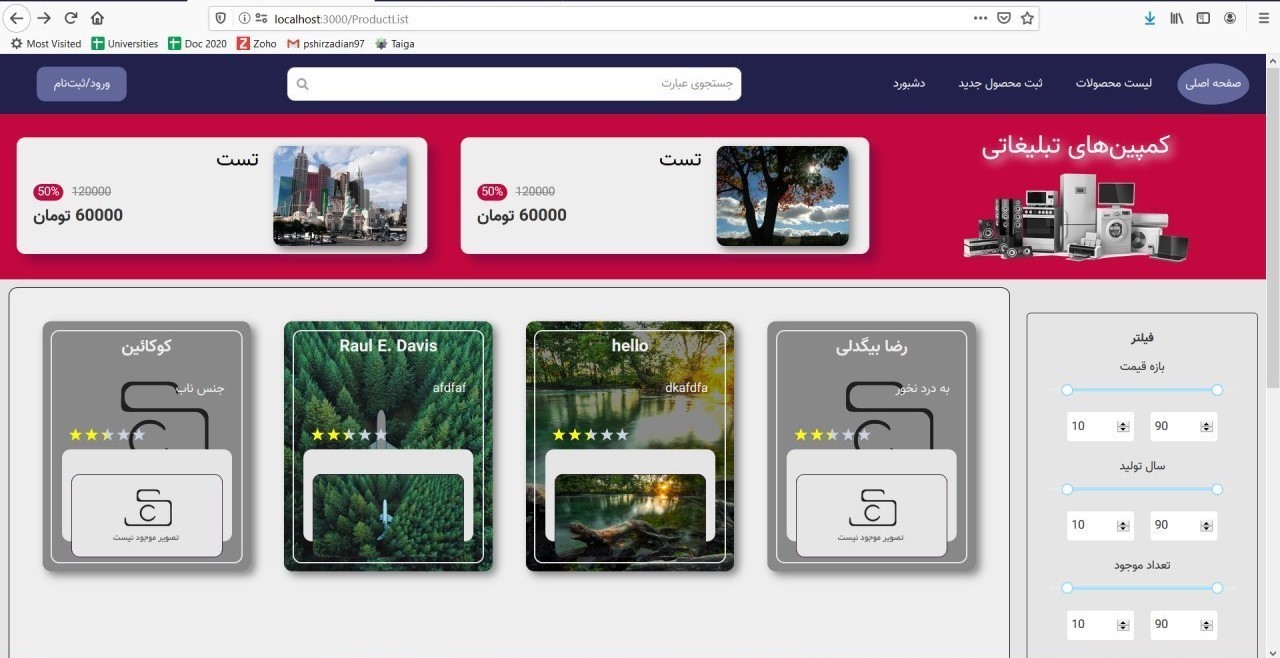 localhost:3000/ProductList
Most Visited
Universities
Doc 2020
Zoho
pshirzadian97
Taiga
صفحه اصلی
لیست محصولات
ثبت محصول جدید
دشبورد
جستجوی عبارت
ورود/ثبت‌نام
کمپین‌های تبلیغاتی
تست
50% 120000
60000 تومان
تست
50% 120000
60000 تومان
فیلتر
بازه قیمت
10 90
سال تولید
10 90
تعداد موجود
10 90
رضا بیگدلی
به درد نخور
تصویر موجود نیست
hello
dkafdfa
Raul E. Davis
afdfaf
کوکائین
جنس ناب
تصویر موجود نیست